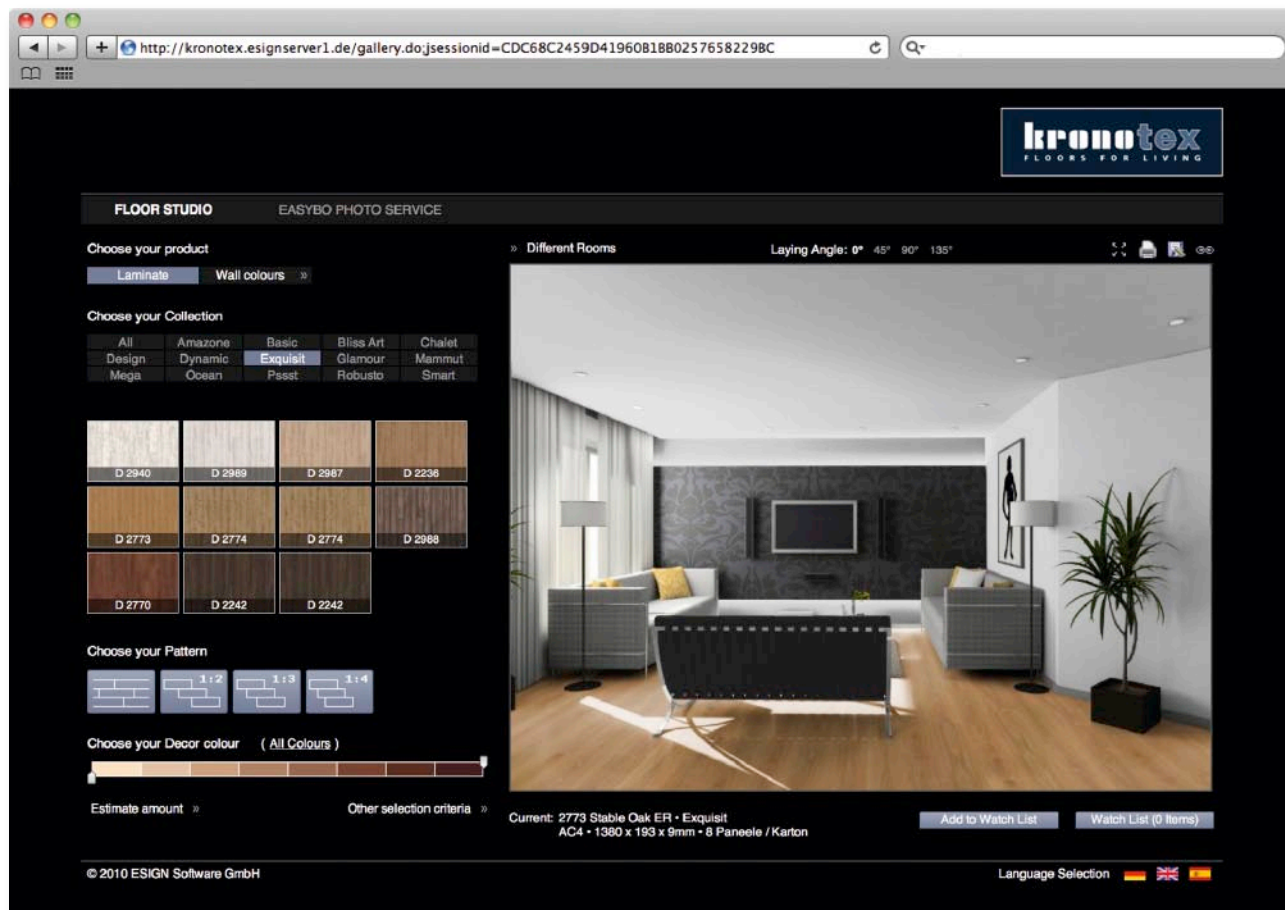 http://kronotex.esignserver1.de/gallery.do;jsessionid=CDC68C2459D41960B1BB0257658229BC
kronotex
FLOORS FOR LIVING
FLOOR STUDIO EASYBO PHOTO SERVICE
Choose your product
Laminate Wall colours »
Choose your Collection
All Amazone Basic Bliss Art Chalet
Design Dynamic Exquisit Glamour Mammut
Mega Ocean Pssst Robusto Smart
D 2940 D 2989 D 2987 D 2236
D 2773 D 2774 D 2774 D 2988
D 2770 D 2242 D 2242
Choose your Pattern
1:2 1:3 1:4
Choose your Decor colour ( All Colours )
Estimate amount » Other selection criteria »
» Different Rooms Laying Angle: 0° 45° 90° 135°
Current: 2773 Stable Oak ER • Exquisit
AC4 • 1380 x 193 x 9mm • 8 Paneele / Karton
Add to Watch List Watch List (0 Items)
© 2010 ESIGN Software GmbH Language Selection